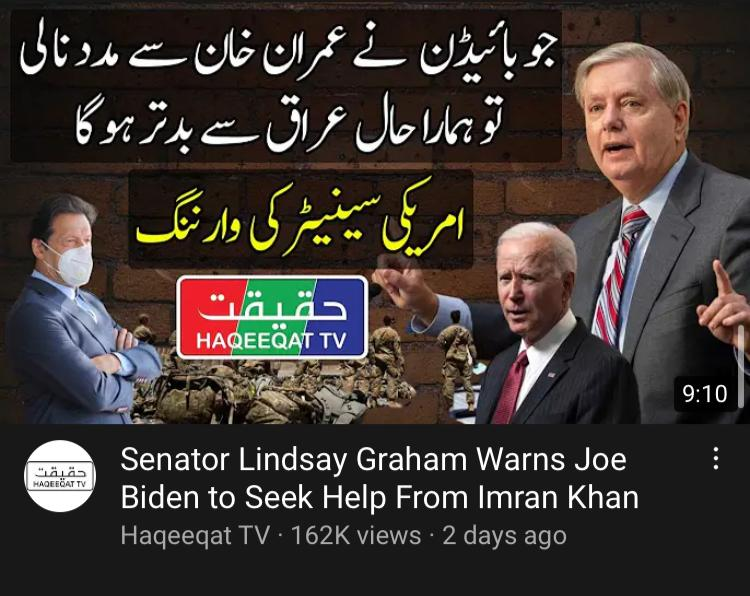 جو بائیڈن نے عمران خان سے مدد نالی
تو ہمارا حال عراق سے بدتر ہو گا
امریکی سینیٹر کی وارننگ
حقیقت
HAQEEQAT TV
9:10
حقیقت
HAQEEQAT TV
Senator Lindsay Graham Warns Joe
Biden to Seek Help From Imran Khan
Haqeeqat TV · 162K views · 2 days ago